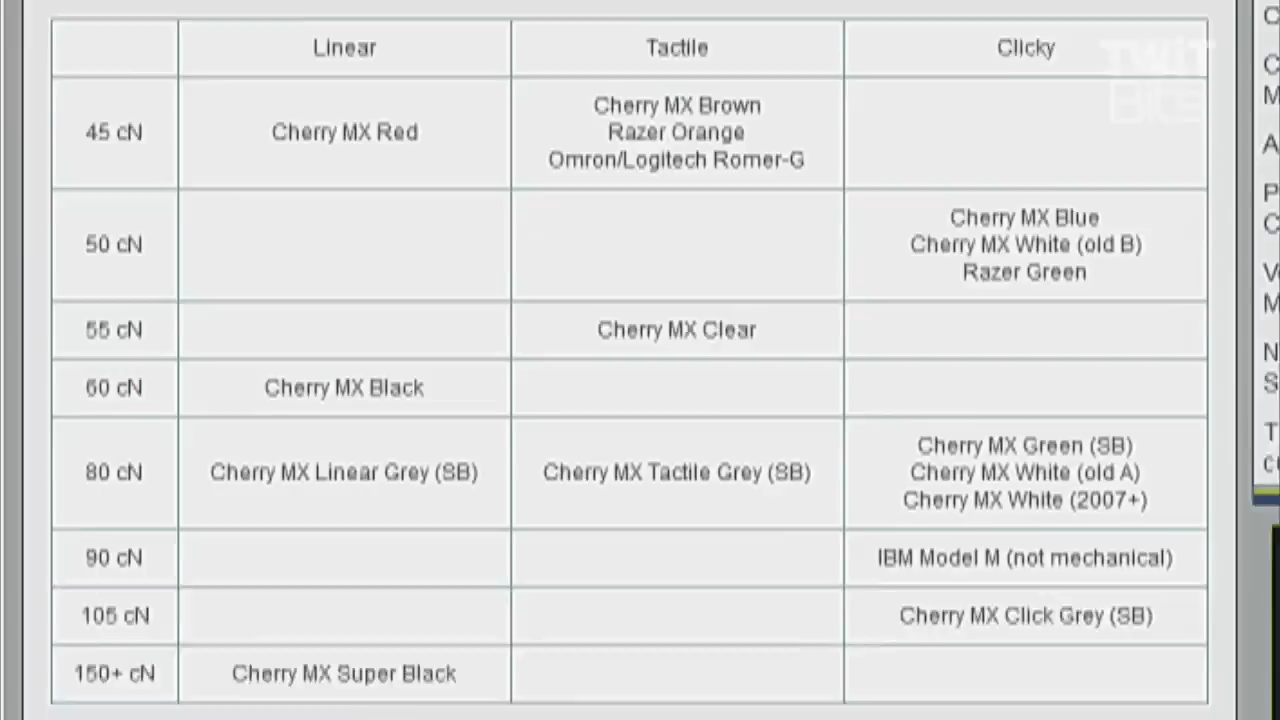 Linear Tactile Clicky
45 cN
Cherry MX Red
Cherry MX Brown
Razer Orange
Omron/Logitech Romer-G
50 cN
Cherry MX Blue
Cherry MX White (old B)
Razer Green
55 cN
Cherry MX Clear
60 cN
Cherry MX Black
80 cN
Cherry MX Linear Grey (SB)
Cherry MX Tactile Grey (SB)
Cherry MX Green (SB)
Cherry MX White (old A)
Cherry MX White (2007+)
90 cN
IBM Model M (not mechanical)
105 cN
Cherry MX Click Grey (SB)
150+ cN
Cherry MX Super Black
TWiT